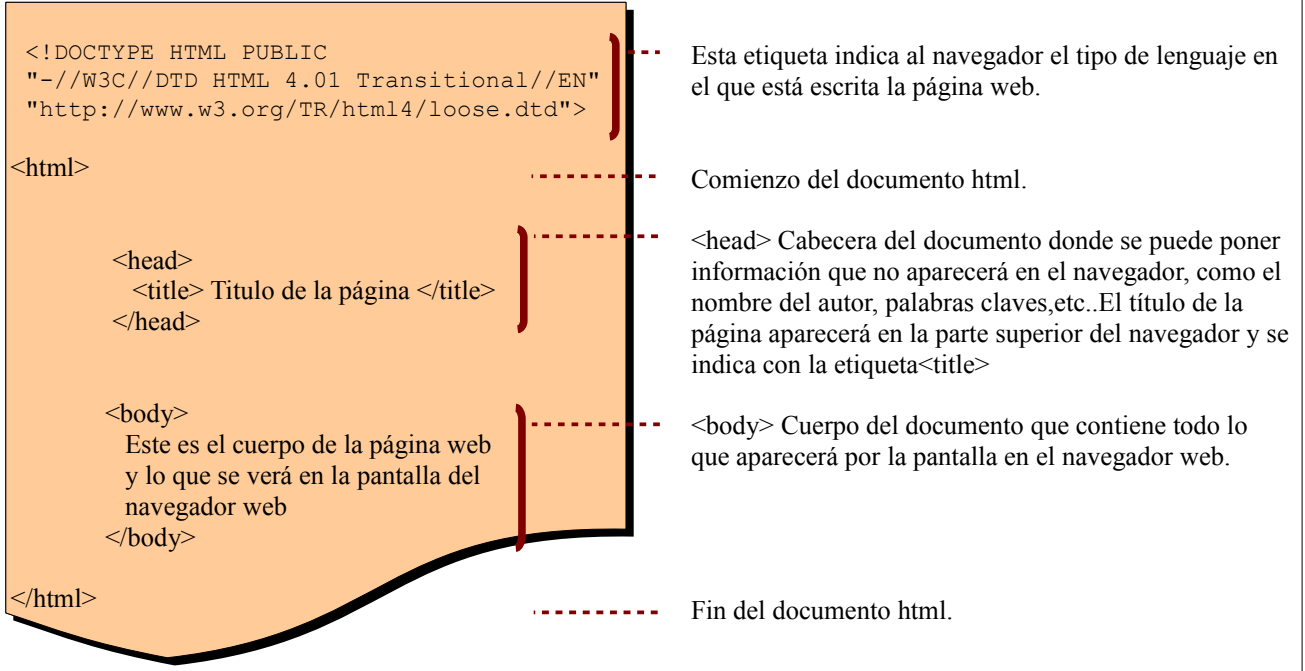 <!DOCTYPE HTML PUBLIC
"-//W3C//DTD HTML 4.01 Transitional//EN"
"http://www.w3.org/TR/html4/loose.dtd">
Esta etiqueta indica al navegador el tipo de lenguaje en
el que está escrita la página web.
<html>
Comienzo del documento html.
<head>
<title> Titulo de la página </title>
</head>
<head> Cabecera del documento donde se puede poner
información que no aparecerá en el navegador, como el
nombre del autor, palabras claves,etc..El título de la
página aparecerá en la parte superior del navegador y se
indica con la etiqueta<title>
<body>
Este es el cuerpo de la página web
y lo que se verá en la pantalla del
navegador web
</body>
<body> Cuerpo del documento que contiene todo lo
que aparecerá por la pantalla en el navegador web.
</html>
Fin del documento html.